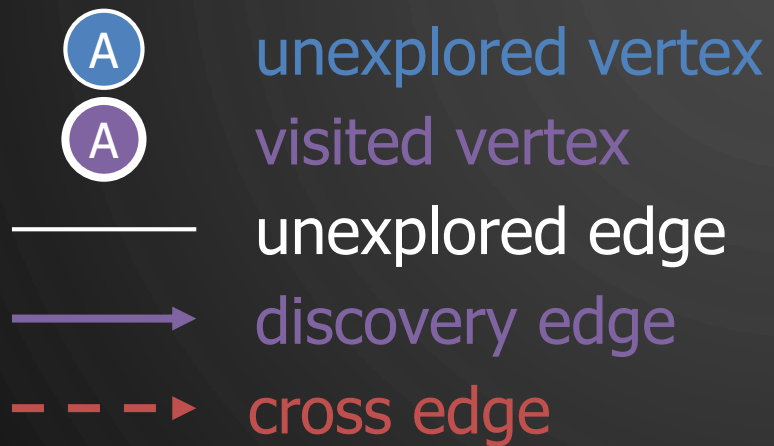 A unexplored vertex
A visited vertex
unexplored edge
discovery edge
cross edge